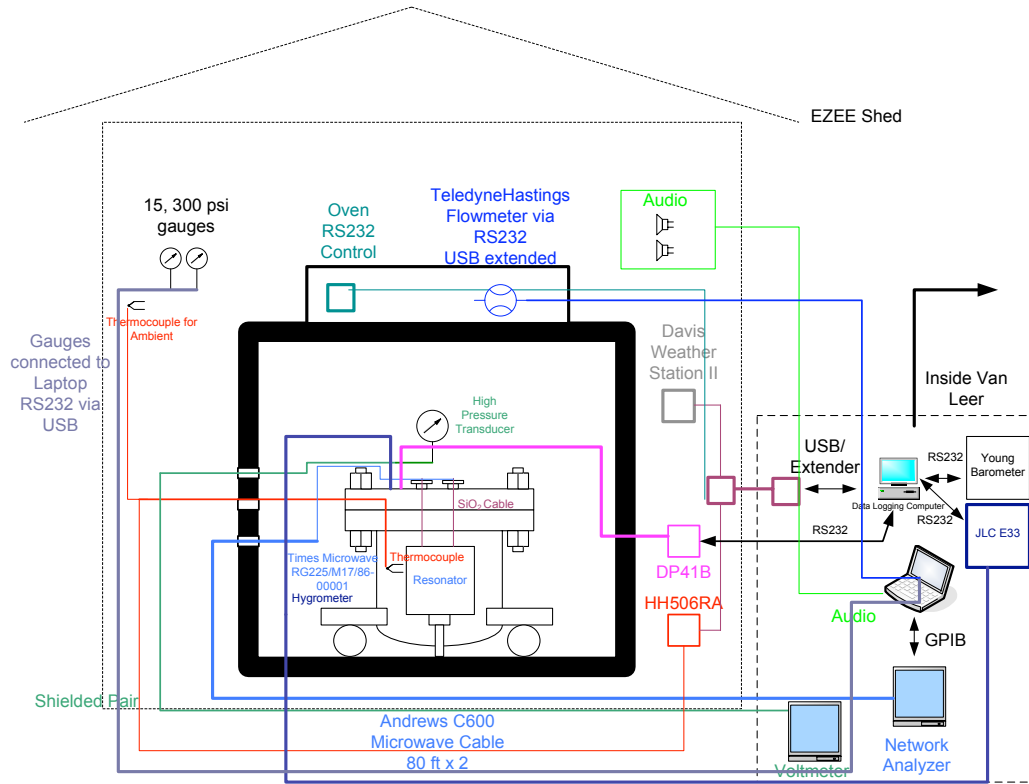 EZEE Shed
15, 300 psi
gauges
Oven
RS232
Control
TeledyneHastings
Flowmeter via
RS232
USB extended
Audio
Thermocouple for
Ambient
Gauges
connected to
Laptop
RS232 via
USB
Davis
Weather
Station II
Inside Van
Leer
High
Pressure
Transducer
USB/
Extender
RS232
Young
Barometer
Data Logging Computer
RS232
JLC E33
RS232
SiO2 Cable
Times Microwave
RG225/M17/86-
00001
Hygrometer
Thermocouple
Resonator
DP41B
HH506RA
Audio
GPIB
Shielded Pair
Andrews C600
Microwave Cable
80 ft x 2
Voltmeter
Network
Analyzer